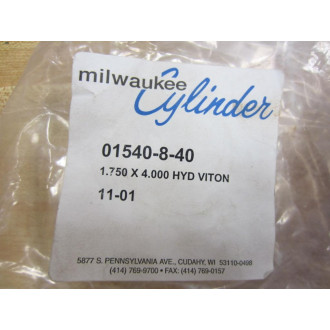 milwaukee
Cylinder
01540-8-40
1.750 X 4.000 HYD VITON
11-01
5877 S. PENNSYLVANIA AVE., CUDAHY, WI 53110-0498
(414) 769-9700 • FAX: (414) 769-0157